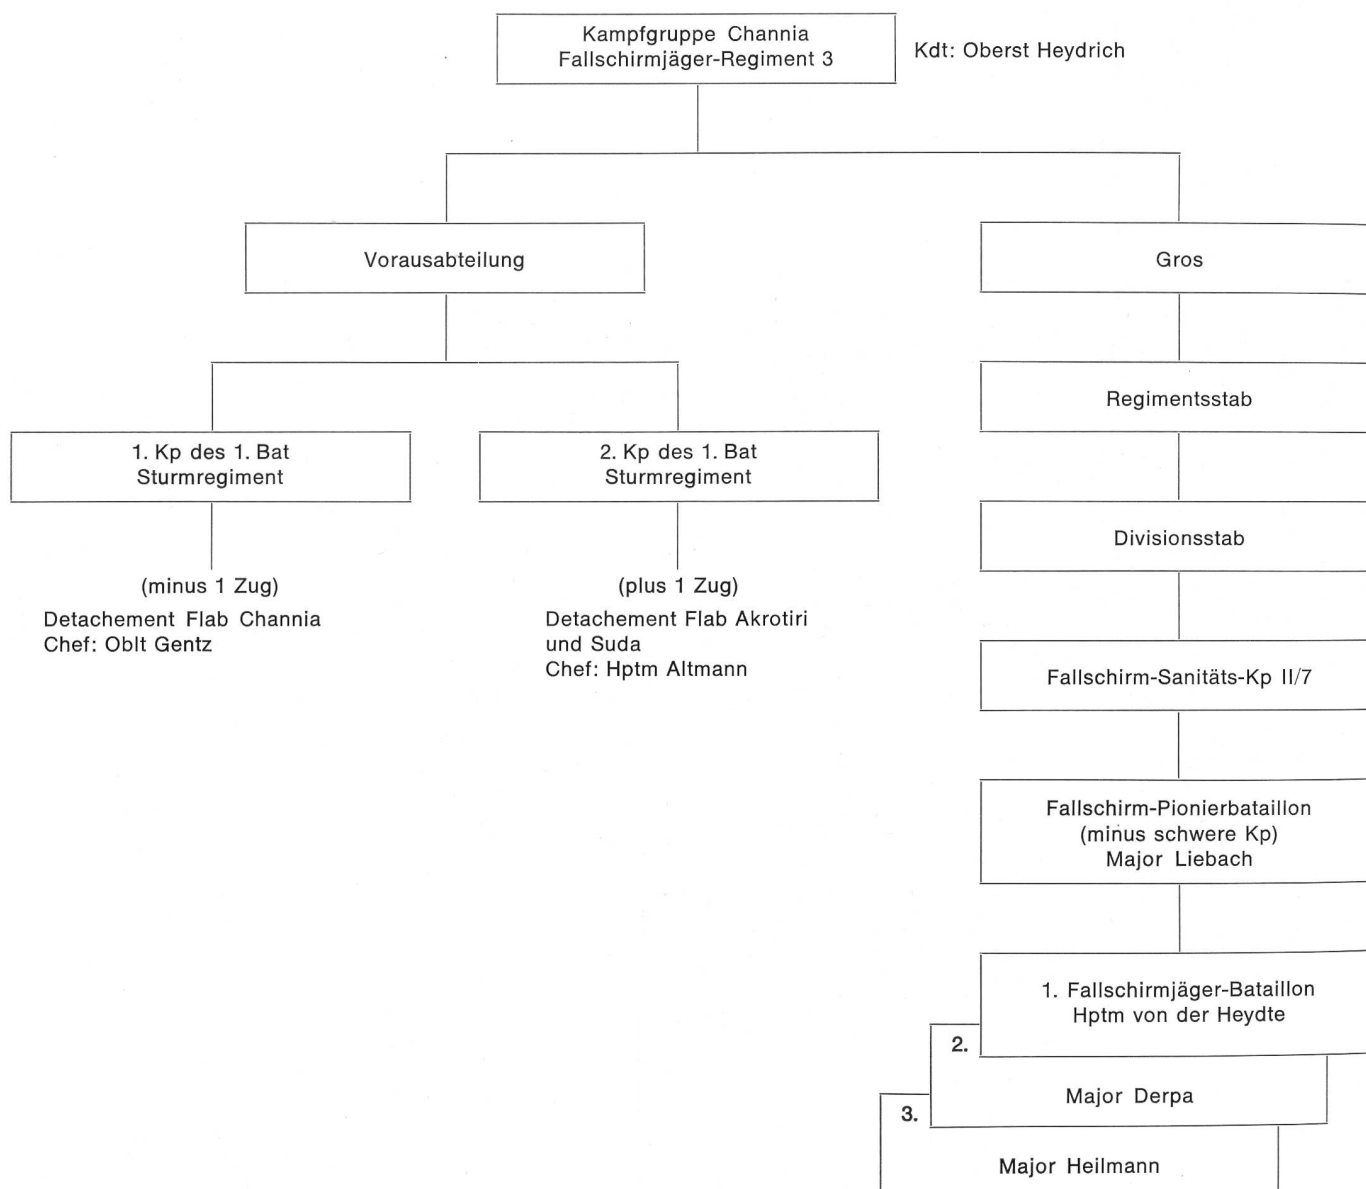 Kampfgruppe Channia
Fallschirmjäger-Regiment 3
Kdt: Oberst Heydrich
Vorausabteilung
Gros
Regimentsstab
1. Kp des 1. Bat
Sturmregiment
2. Kp des 1. Bat
Sturmregiment
Divisionsstab
(minus 1 Zug)
Detachement Flab Channia
Chef: Oblt Gentz
(plus 1 Zug)
Detachement Flab Akrotiri
und Suda
Chef: Hptm Altmann
Fallschirm-Sanitäts-Kp II/7
Fallschirm-Pionierbataillon
(minus schwere Kp)
Major Liebach
1. Fallschirmjäger-Bataillon
Hptm von der Heydte
2.
Major Derpa
3.
Major Heilmann